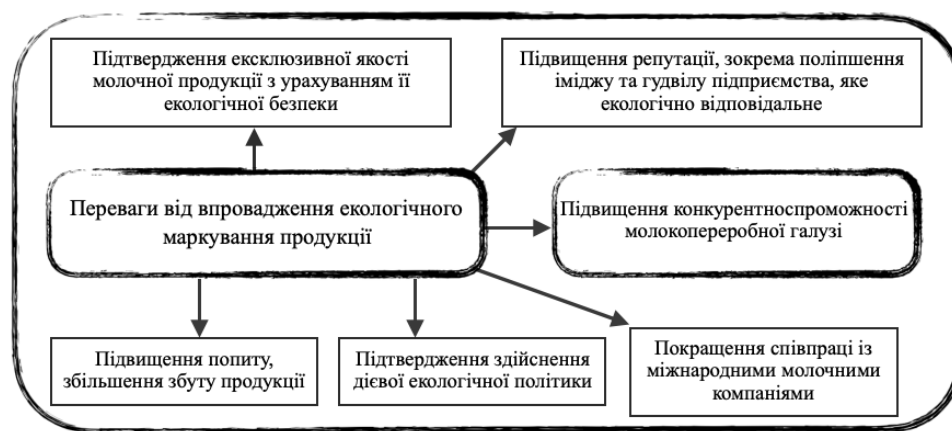 Підтвердження ексклюзивної якості
молочної продукції з урахуванням її
екологічної безпеки
Підвищення репутації, зокрема поліпшення
іміджу та гудвілу підприємства, яке
екологічно відповідальне
Переваги від впровадження екологічного
маркування продукції
Підвищення конкурентноспроможності
молокопереробної галузі
Підвищення попиту,
збільшення збуту продукції
Підтвердження здійснення
дієвої екологічної політики
Покращення співпраці із
міжнародними молочними
компаніями